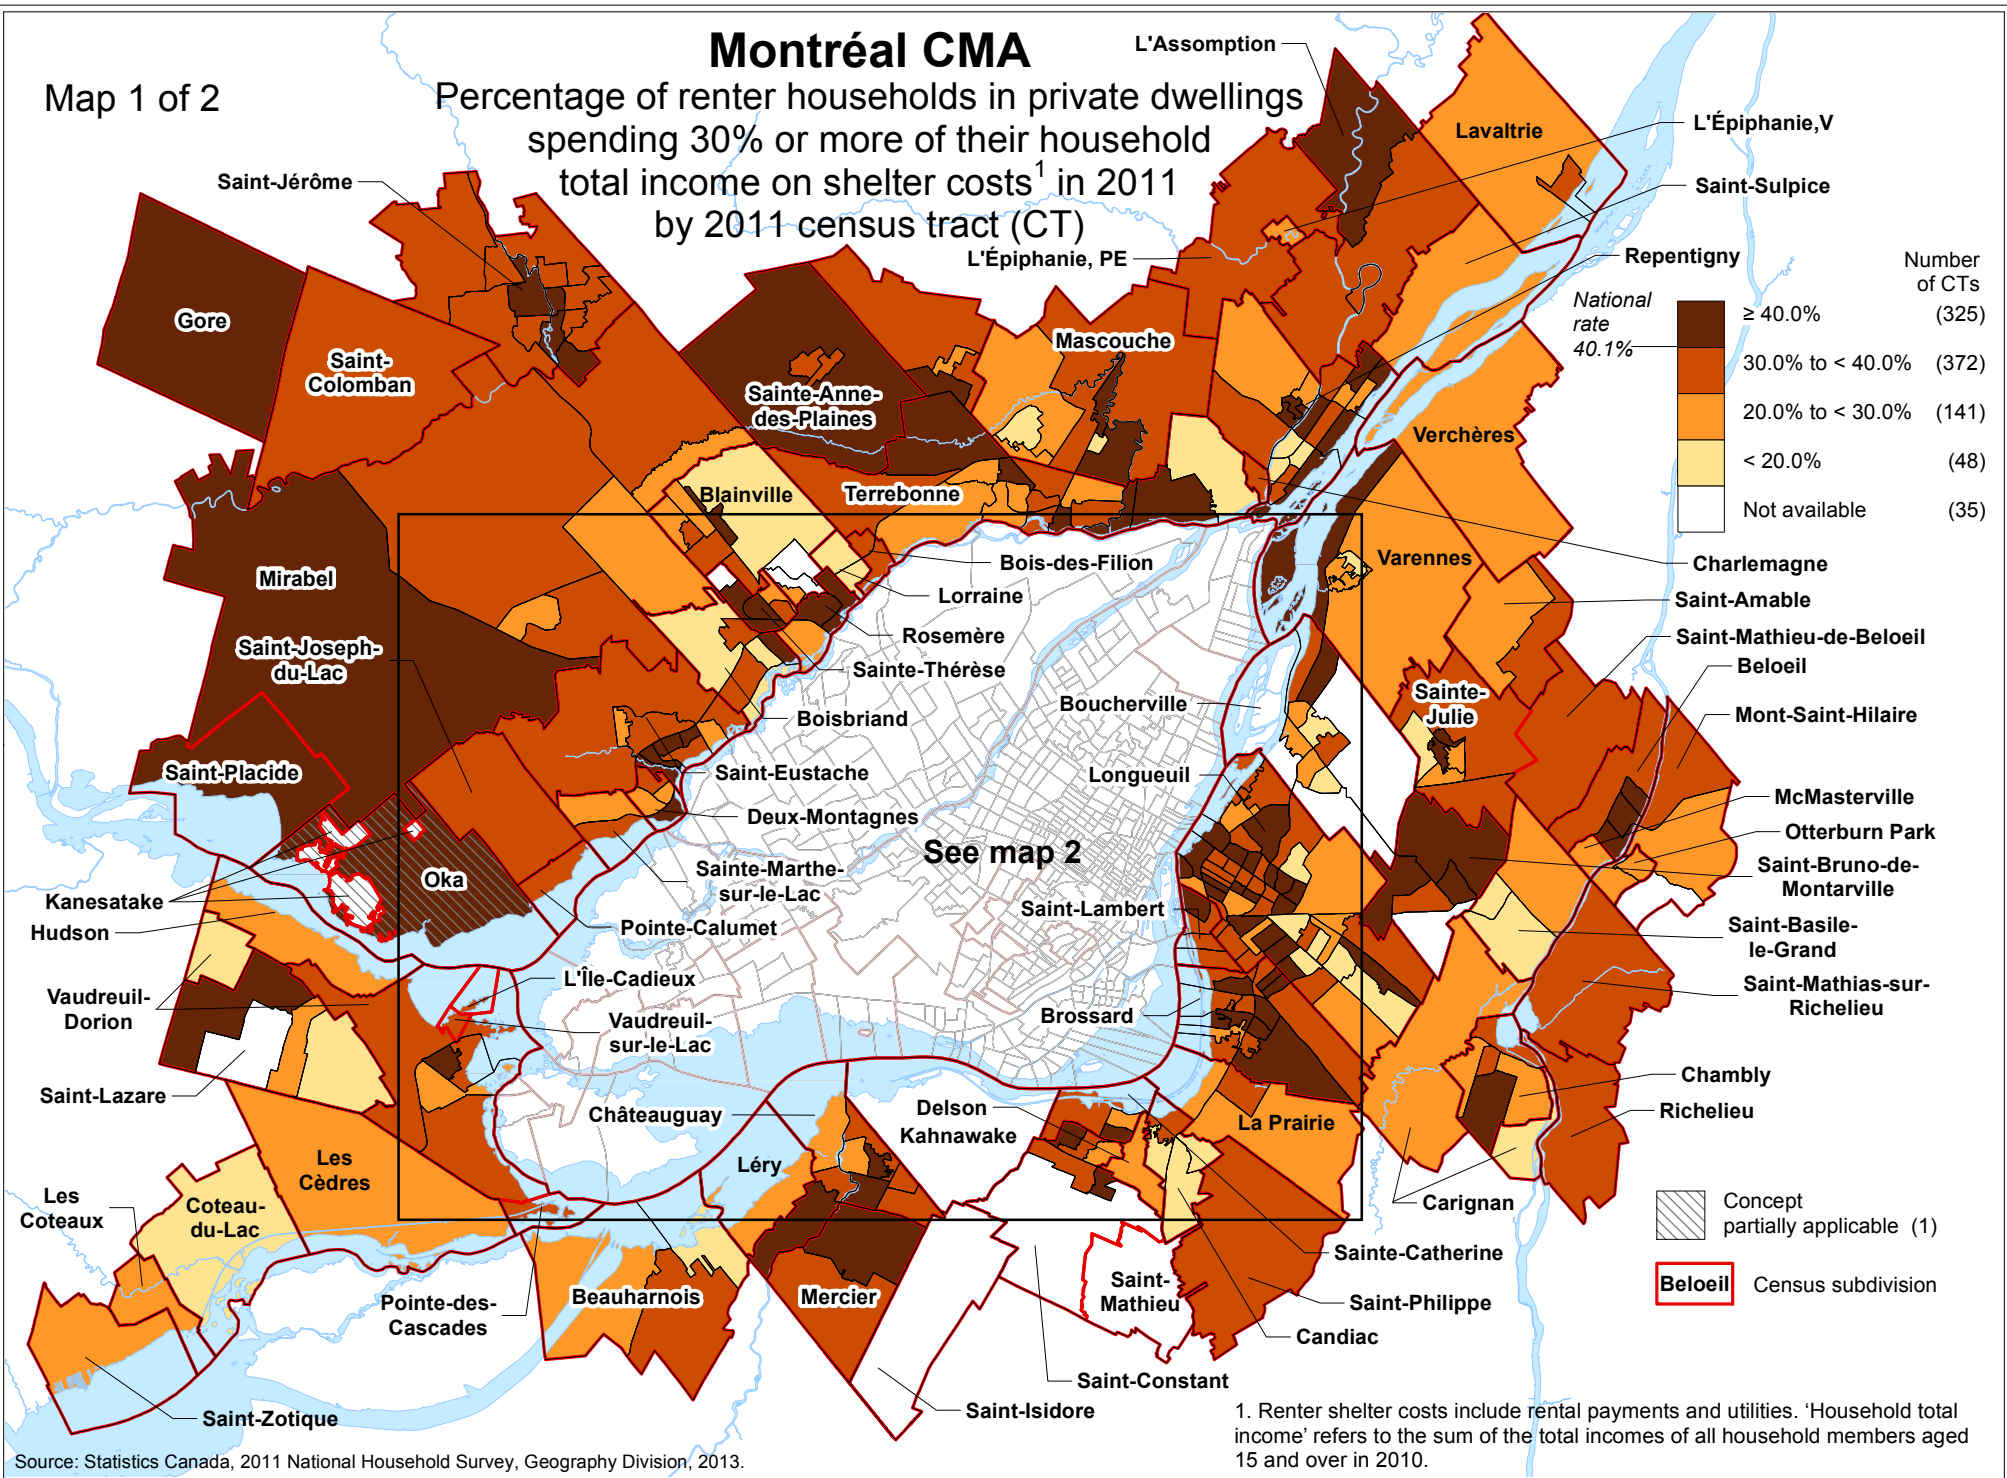 Montréal CMA
Map 1 of 2
Percentage of renter households in private dwellings
spending 30% or more of their household
total income on shelter costs1 in 2011
by 2011 census tract (CT)
L'Assomption
Lavaltrie
L'Épiphanie,V
Saint-Jérôme
Saint-Sulpice
L'Épiphanie, PE
Repentigny
Number
of CTs
National
rate
40.1%
≥ 40.0% (325)
30.0% to < 40.0% (372)
20.0% to < 30.0% (141)
< 20.0% (48)
Not available (35)
Gore
Saint-
Colomban
Mascouche
Sainte-Anne-
des-Plaines
Verchères
Blainville
Terrebonne
Mirabel
Bois-des-Filion
Varennes
Charlemagne
Lorraine
Saint-Amable
Rosemère
Saint-Mathieu-de-Beloeil
Saint-Joseph-
du-Lac
Sainte-Thérèse
Beloeil
Boisbriand
Boucherville
Sainte-
Julie
Mont-Saint-Hilaire
Saint-Placide
Saint-Eustache
Longueuil
McMasterville
Deux-Montagnes
Otterburn Park
See map 2
Saint-Bruno-de-
Montarville
Oka
Sainte-Marthe-
sur-le-Lac
Kanesatake
Saint-Lambert
Hudson
Pointe-Calumet
Saint-Basile-
le-Grand
L'Île-Cadieux
Saint-Mathias-sur-
Richelieu
Vaudreuil-
Dorion
Vaudreuil-
sur-le-Lac
Brossard
Saint-Lazare
Chambly
Châteauguay
Delson
Richelieu
Kahnawake
La Prairie
Les
Cèdres
Léry
Les
Coteaux
Coteau-
du-Lac
Carignan
Concept
partially applicable (1)
Sainte-Catherine
Saint-
Mathieu
Beloeil Census subdivision
Pointe-des-
Cascades
Beauharnois
Mercier
Saint-Philippe
Candiac
Saint-Constant
Saint-Isidore
Saint-Zotique
1. Renter shelter costs include rental payments and utilities. ‘Household total
income’ refers to the sum of the total incomes of all household members aged
15 and over in 2010.
Source: Statistics Canada, 2011 National Household Survey, Geography Division, 2013.